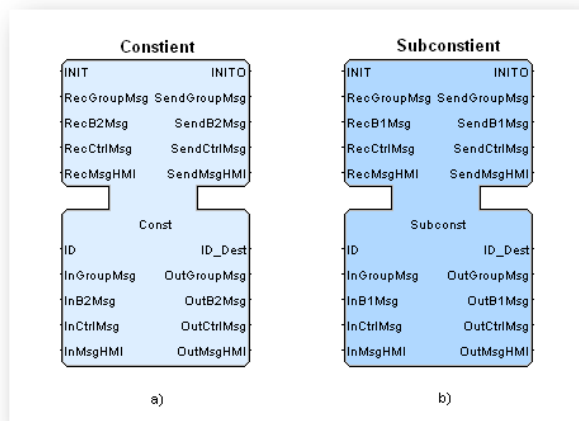 Constient
INIT INITO
RecGroupMsg SendGroupMsg
RecB2Msg SendB2Msg
RecCtrlMsg SendCtrlMsg
RecMsgHMI SendMsgHMI
Const
ID ID_Dest
InGroupMsg OutGroupMsg
InB2Msg OutB2Msg
InCtrlMsg OutCtrlMsg
InMsgHMI OutMsgHMI
a)
Subconstient
INIT INITO
RecGroupMsg SendGroupMsg
RecB1Msg SendB1Msg
RecCtrlMsg SendCtrlMsg
RecMsgHMI SendMsgHMI
Subconst
ID ID_Dest
InGroupMsg OutGroupMsg
InB1Msg OutB1Msg
InCtrlMsg OutCtrlMsg
InMsgHMI OutMsgHMI
b)